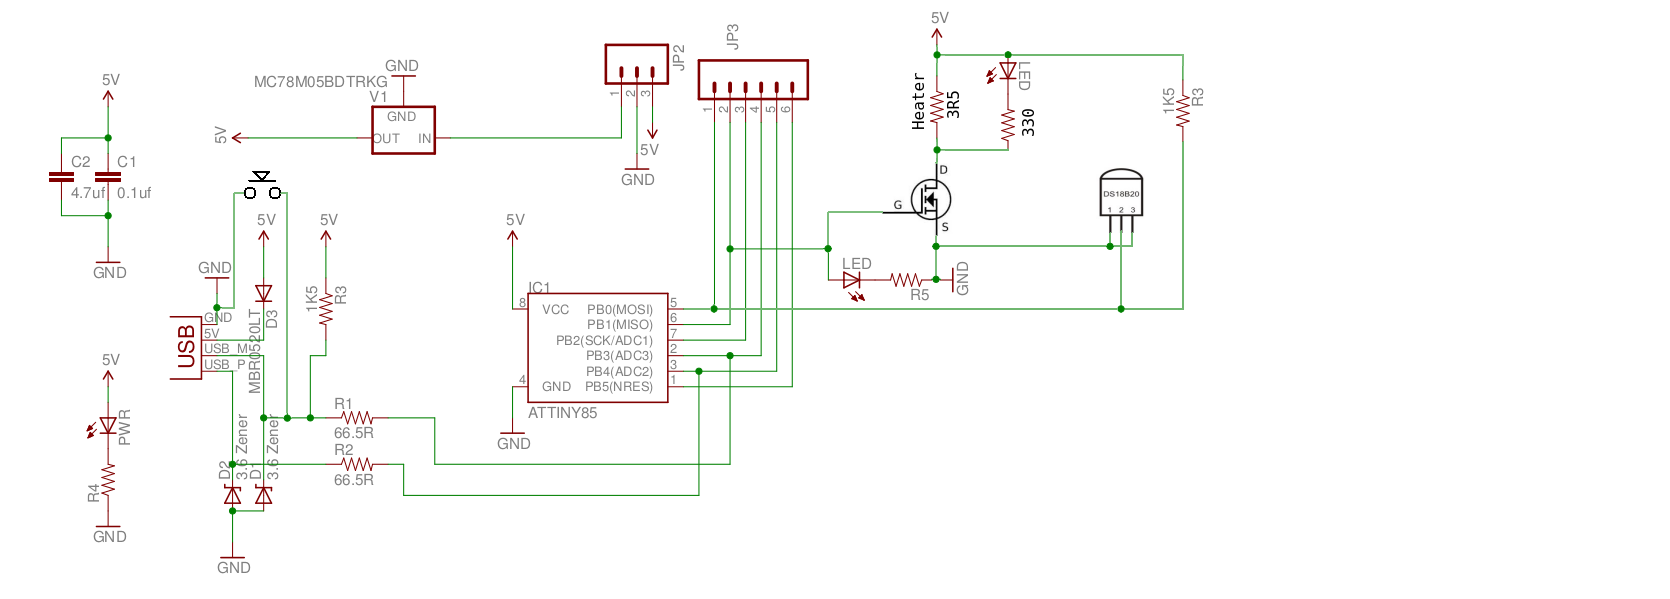 5V
C2
C1
4.7uf
0.1uf
GND
MC78M05BDTRKG
V1
GND
GND
OUT
IN
5V
JP2
1
2
3
5V
GND
JP3
1
2
3
4
5
6
5V
Heater
3R5
LED
330
1K5
R3
D
G
S
DS18B20
1
2
3
LED
R5
GND
5V
5V
GND
1K5
R3
D3
MBR0520LT
USB
GND
5V
USB_M
USB_P
5V
PWR
R4
GND
D2
3.6 Zener
D1
3.6 Zener
GND
R1
66.5R
R2
66.5R
5V
IC1
8
VCC
4
GND
PB0(MOSI)
5
PB1(MISO)
6
PB2(SCK/ADC1)
7
PB3(ADC3)
2
PB4(ADC2)
3
PB5(NRES)
1
ATTINY85
GND